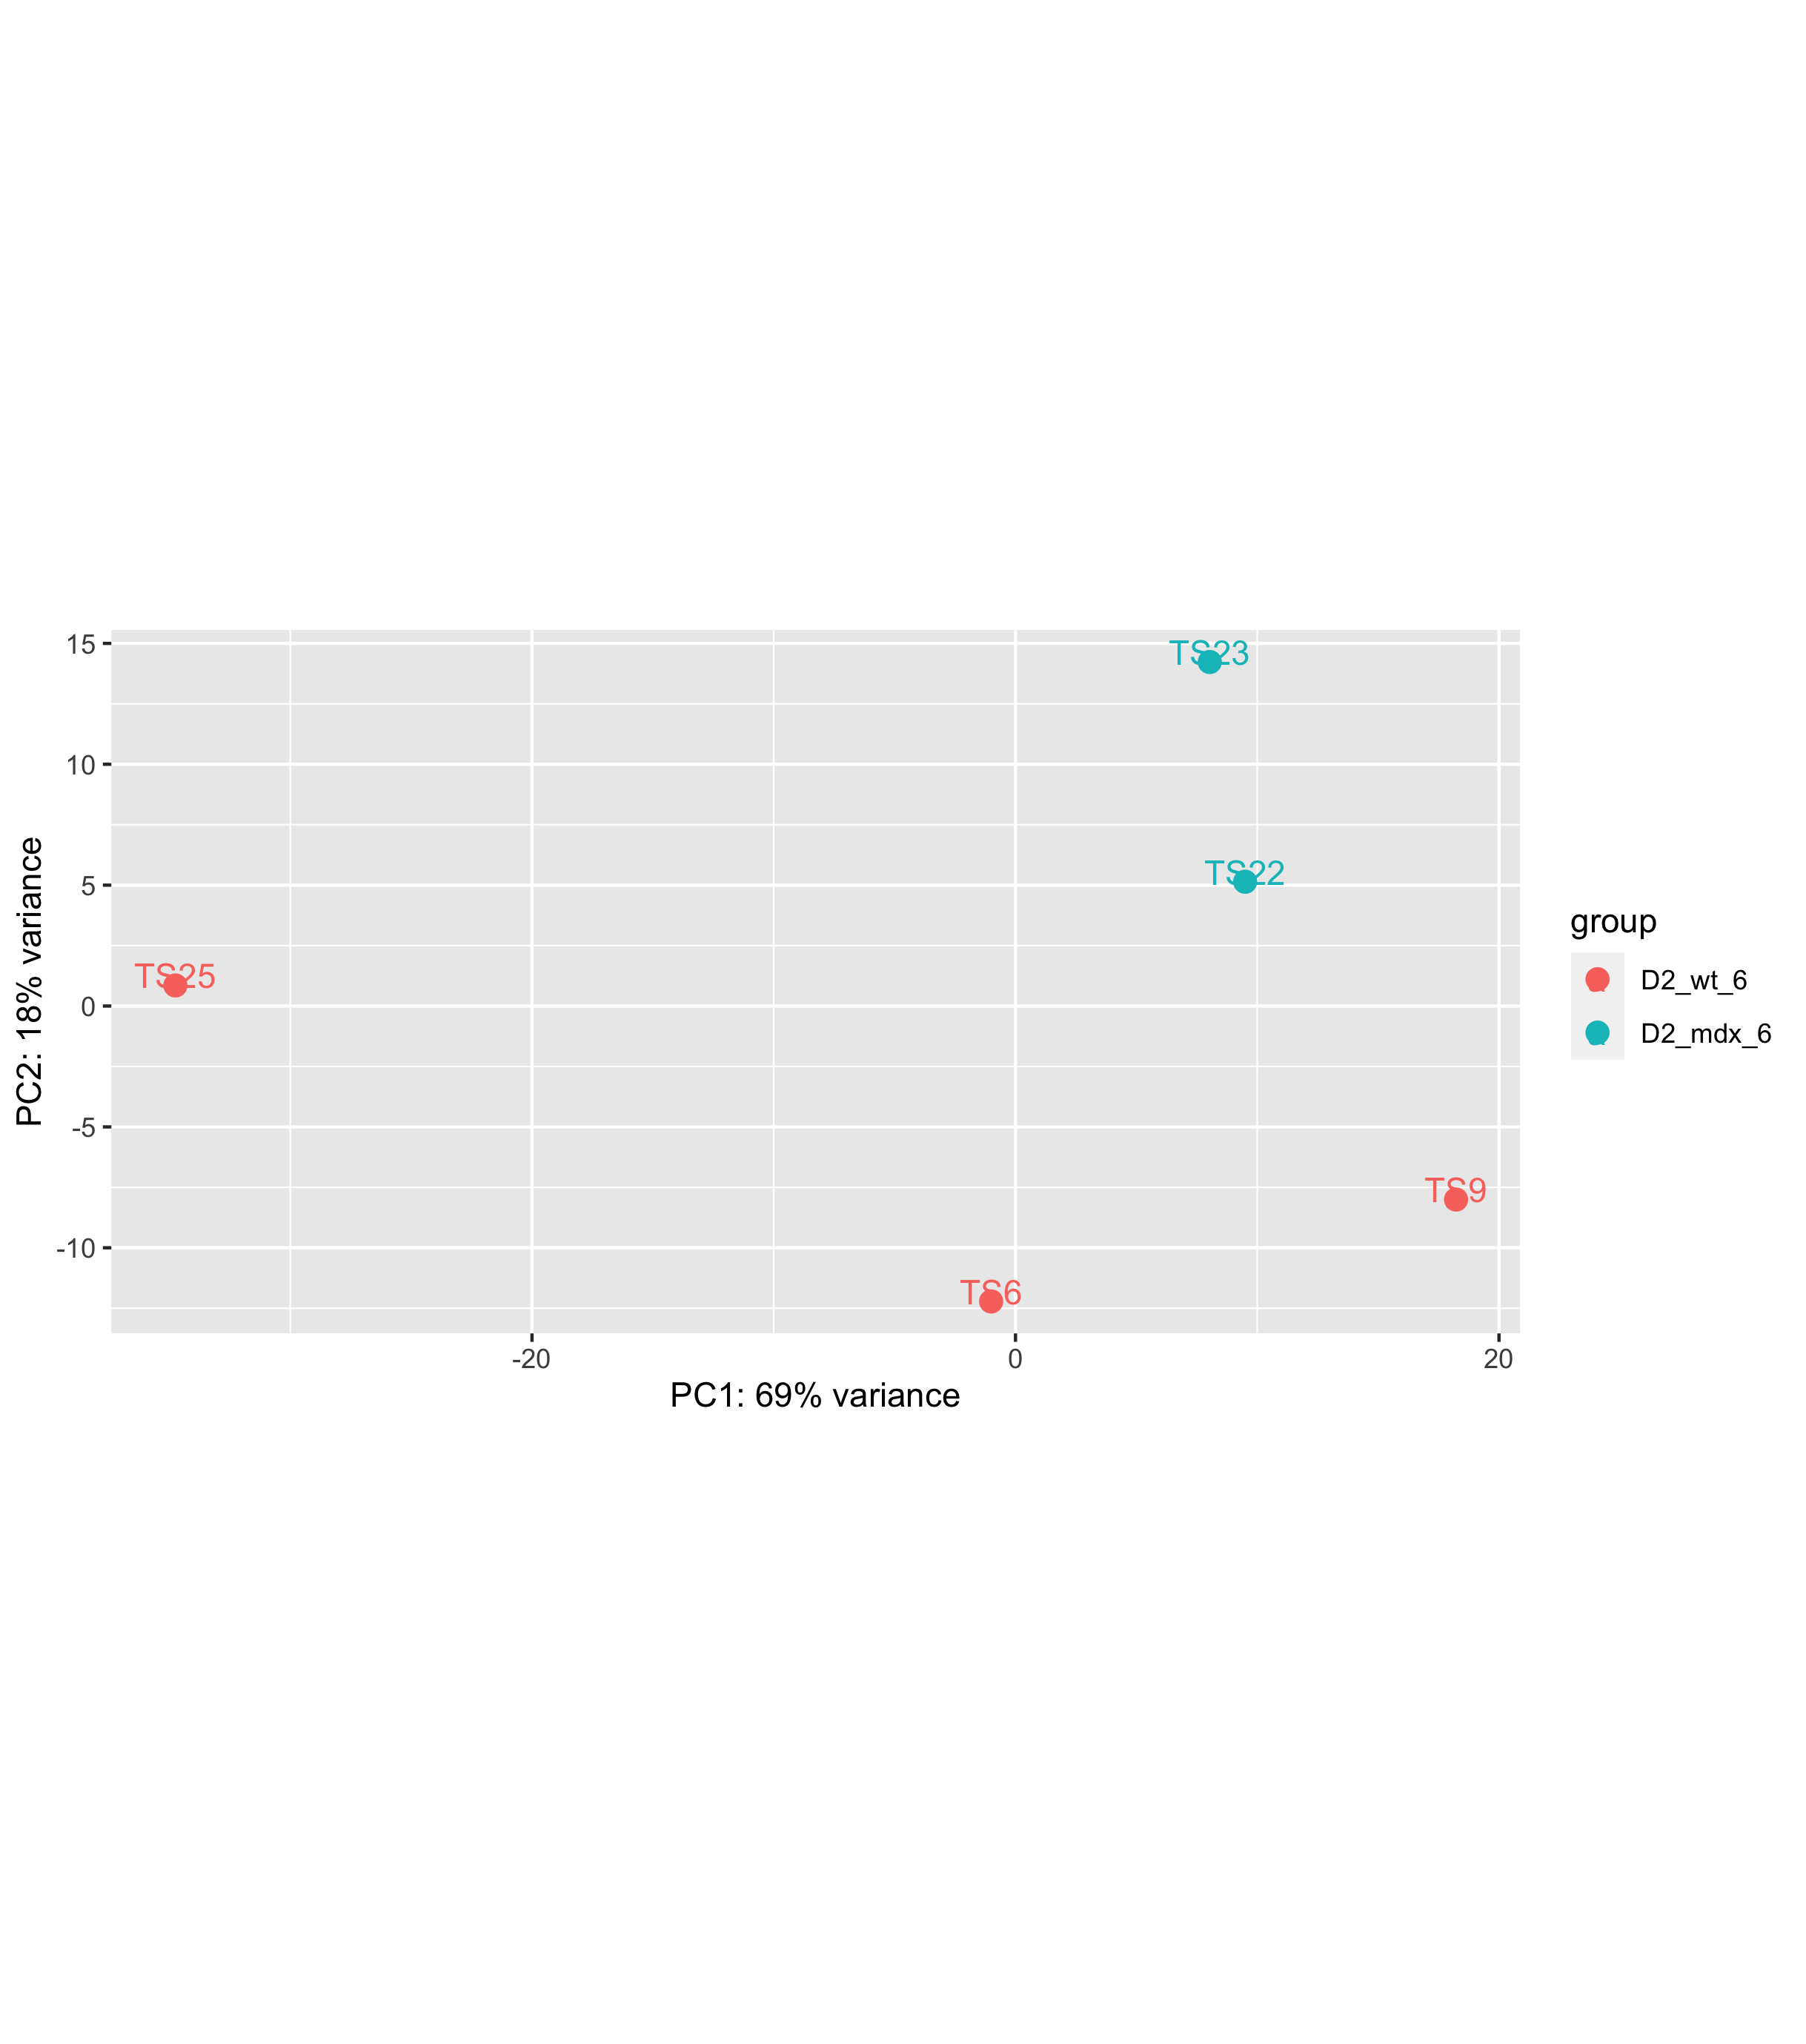 15
10
5
0
-5
-10
PC2: 18% variance
TS23
TS22
TS25
TS9
TS6
-20
0
20
PC1: 69% variance
group
D2_wt_6
D2_mdx_6